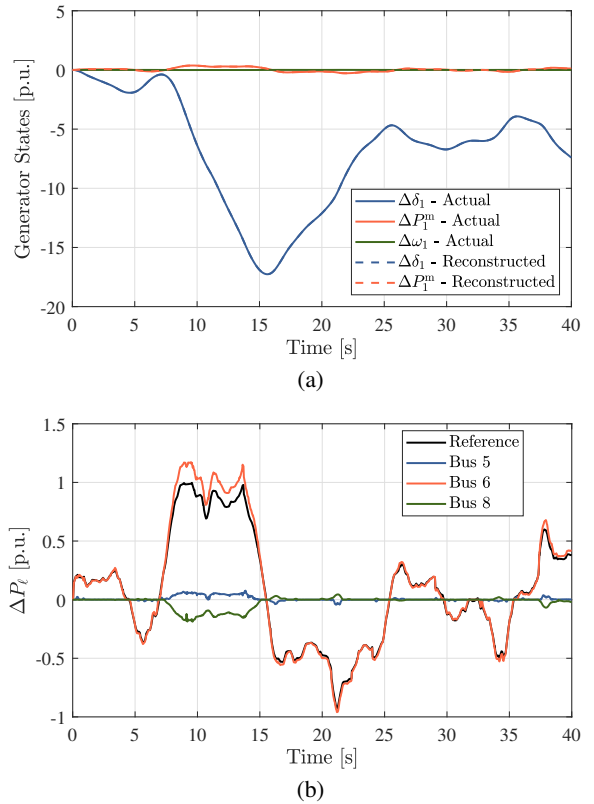 5
0
-5
-10
-15
-20
Generator States [p.u.]
Δδ₁ - Actual
ΔP₁ᵐ - Actual
Δω₁ - Actual
Δδ₁ - Reconstructed
ΔP₁ᵐ - Reconstructed
0 5 10 15 20 25 30 35 40
Time [s]
(a)
1.5
1
0.5
0
-0.5
-1
ΔP_ℓ [p.u.]
Reference
Bus 5
Bus 6
Bus 8
0 5 10 15 20 25 30 35 40
Time [s]
(b)